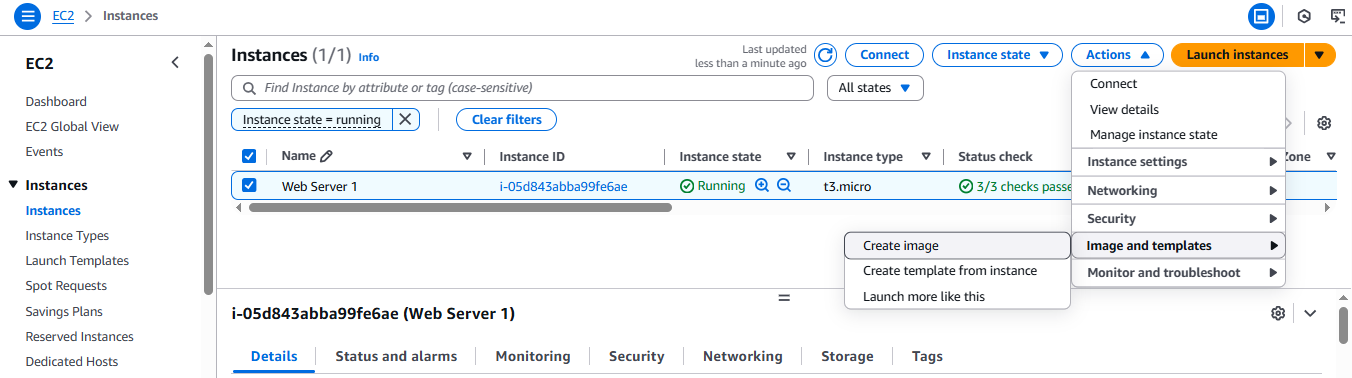 EC2 > Instances
EC2
Dashboard
EC2 Global View
Events
Instances
Instances
Instance Types
Launch Templates
Spot Requests
Savings Plans
Reserved Instances
Dedicated Hosts
Instances (1/1) Info
Last updated
less than a minute ago
Connect
Instance state
Actions
Launch instances
Find Instance by attribute or tag (case-sensitive)
All states
Instance state = running
Clear filters
Name Instance ID Instance state Instance type Status check Zone
Web Server 1 i-05d843abba99fe6ae Running t3.micro 3/3 checks passe
Connect
View details
Manage instance state
Instance settings
Networking
Security
Image and templates
Monitor and troubleshoot
Create image
Create template from instance
Launch more like this
i-05d843abba99fe6ae (Web Server 1)
Details Status and alarms Monitoring Security Networking Storage Tags